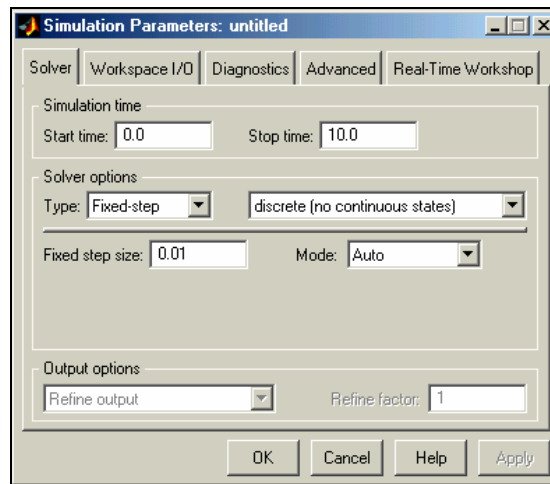 Simulation Parameters: untitled
Solver Workspace I/O Diagnostics Advanced Real-Time Workshop
Simulation time
Start time: 0.0 Stop time: 10.0
Solver options
Type: Fixed-step discrete (no continuous states)
Fixed step size: 0.01 Mode: Auto
Output options
Refine output Refine factor: 1
OK Cancel Help Apply